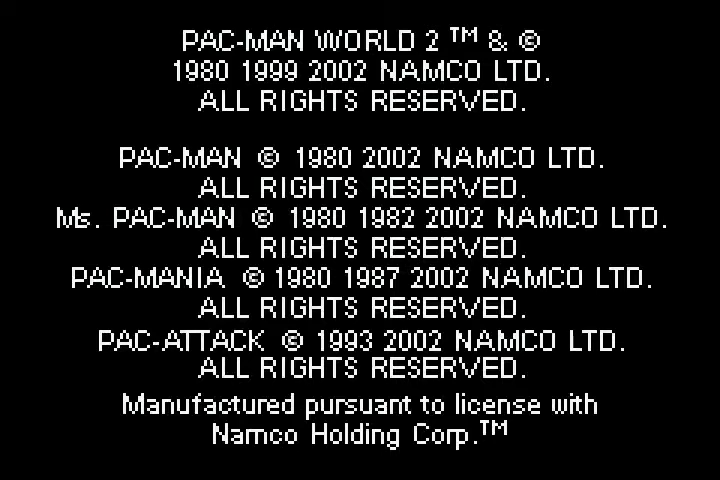 PAC-MAN WORLD 2 ™ & ©
1980 1999 2002 NAMCO LTD.
ALL RIGHTS RESERVED.
PAC-MAN © 1980 2002 NAMCO LTD.
ALL RIGHTS RESERVED.
Ms. PAC-MAN © 1980 1982 2002 NAMCO LTD.
ALL RIGHTS RESERVED.
PAC-MANIA © 1980 1987 2002 NAMCO LTD.
ALL RIGHTS RESERVED.
PAC-ATTACK © 1993 2002 NAMCO LTD.
ALL RIGHTS RESERVED.
Manufactured pursuant to license with
Namco Holding Corp.™